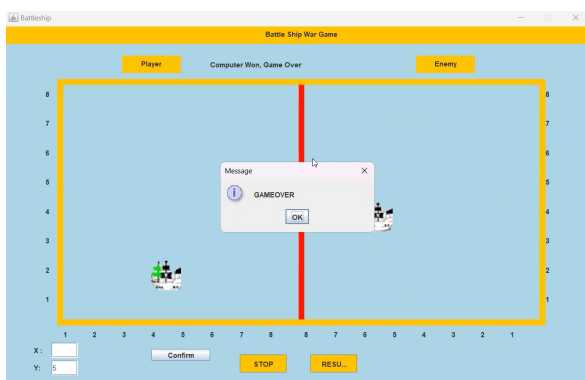 Battleship
Battle Ship War Game
Player Computer Won, Game Over Enemy
8 8
7 7
6 6
Message
5 5
GAMEOVER
4 4
OK
3 3
2 2
1 1
1 2 3 4 5 6 7 8 8 7 6 5 4 3 2 1
X :
Confirm
STOP RESU...
Y: 5